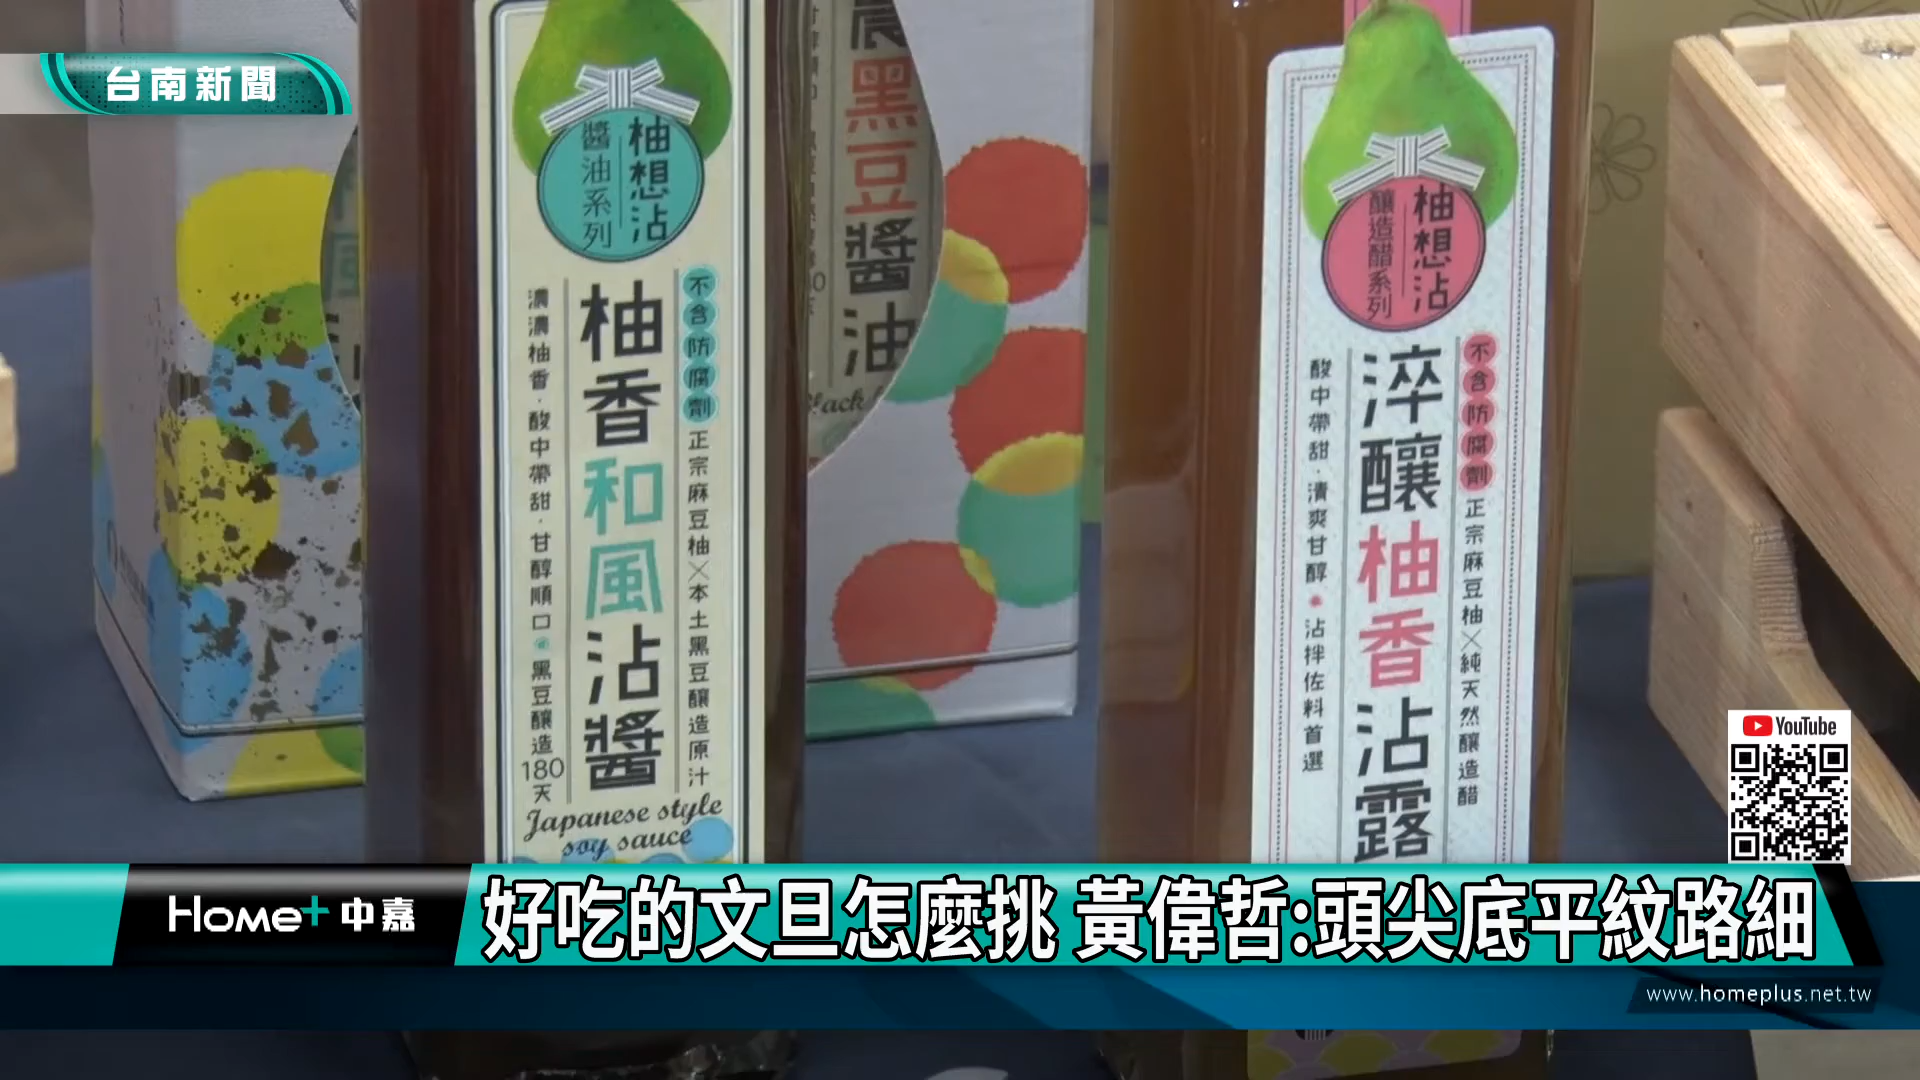 台南新聞
柚想沾
醬油系列
不含防腐劑
正宗麻豆柚×本土黑豆釀造原汁
柚香和風沾醬
濃濃柚香·酸中帶甜·甘醇順口
黑豆釀造180天
Japanese style
soy sauce
黑豆醬油
柚想沾
釀造醋系列
不含防腐劑
正宗麻豆柚×純天然釀造醋
淬釀柚香沾露
酸中帶甜·清爽甘醇
沾拌佐料首選
YouTube
Home+中嘉
好吃的文旦怎麼挑 黃偉哲:頭尖底平紋路細
www.homeplus.net.tw